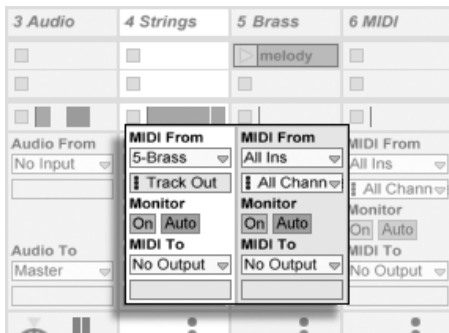 3 Audio
4 Strings
5 Brass
6 MIDI
melody
Audio From
No Input
Audio To
Master
MIDI From
5-Brass
Track Out
Monitor
On Auto
MIDI To
No Output
MIDI From
All Ins
All Chann
Monitor
On Auto
MIDI To
No Output
MIDI From
All Ins
All Chann
Monitor
On Auto
MIDI To
No Output